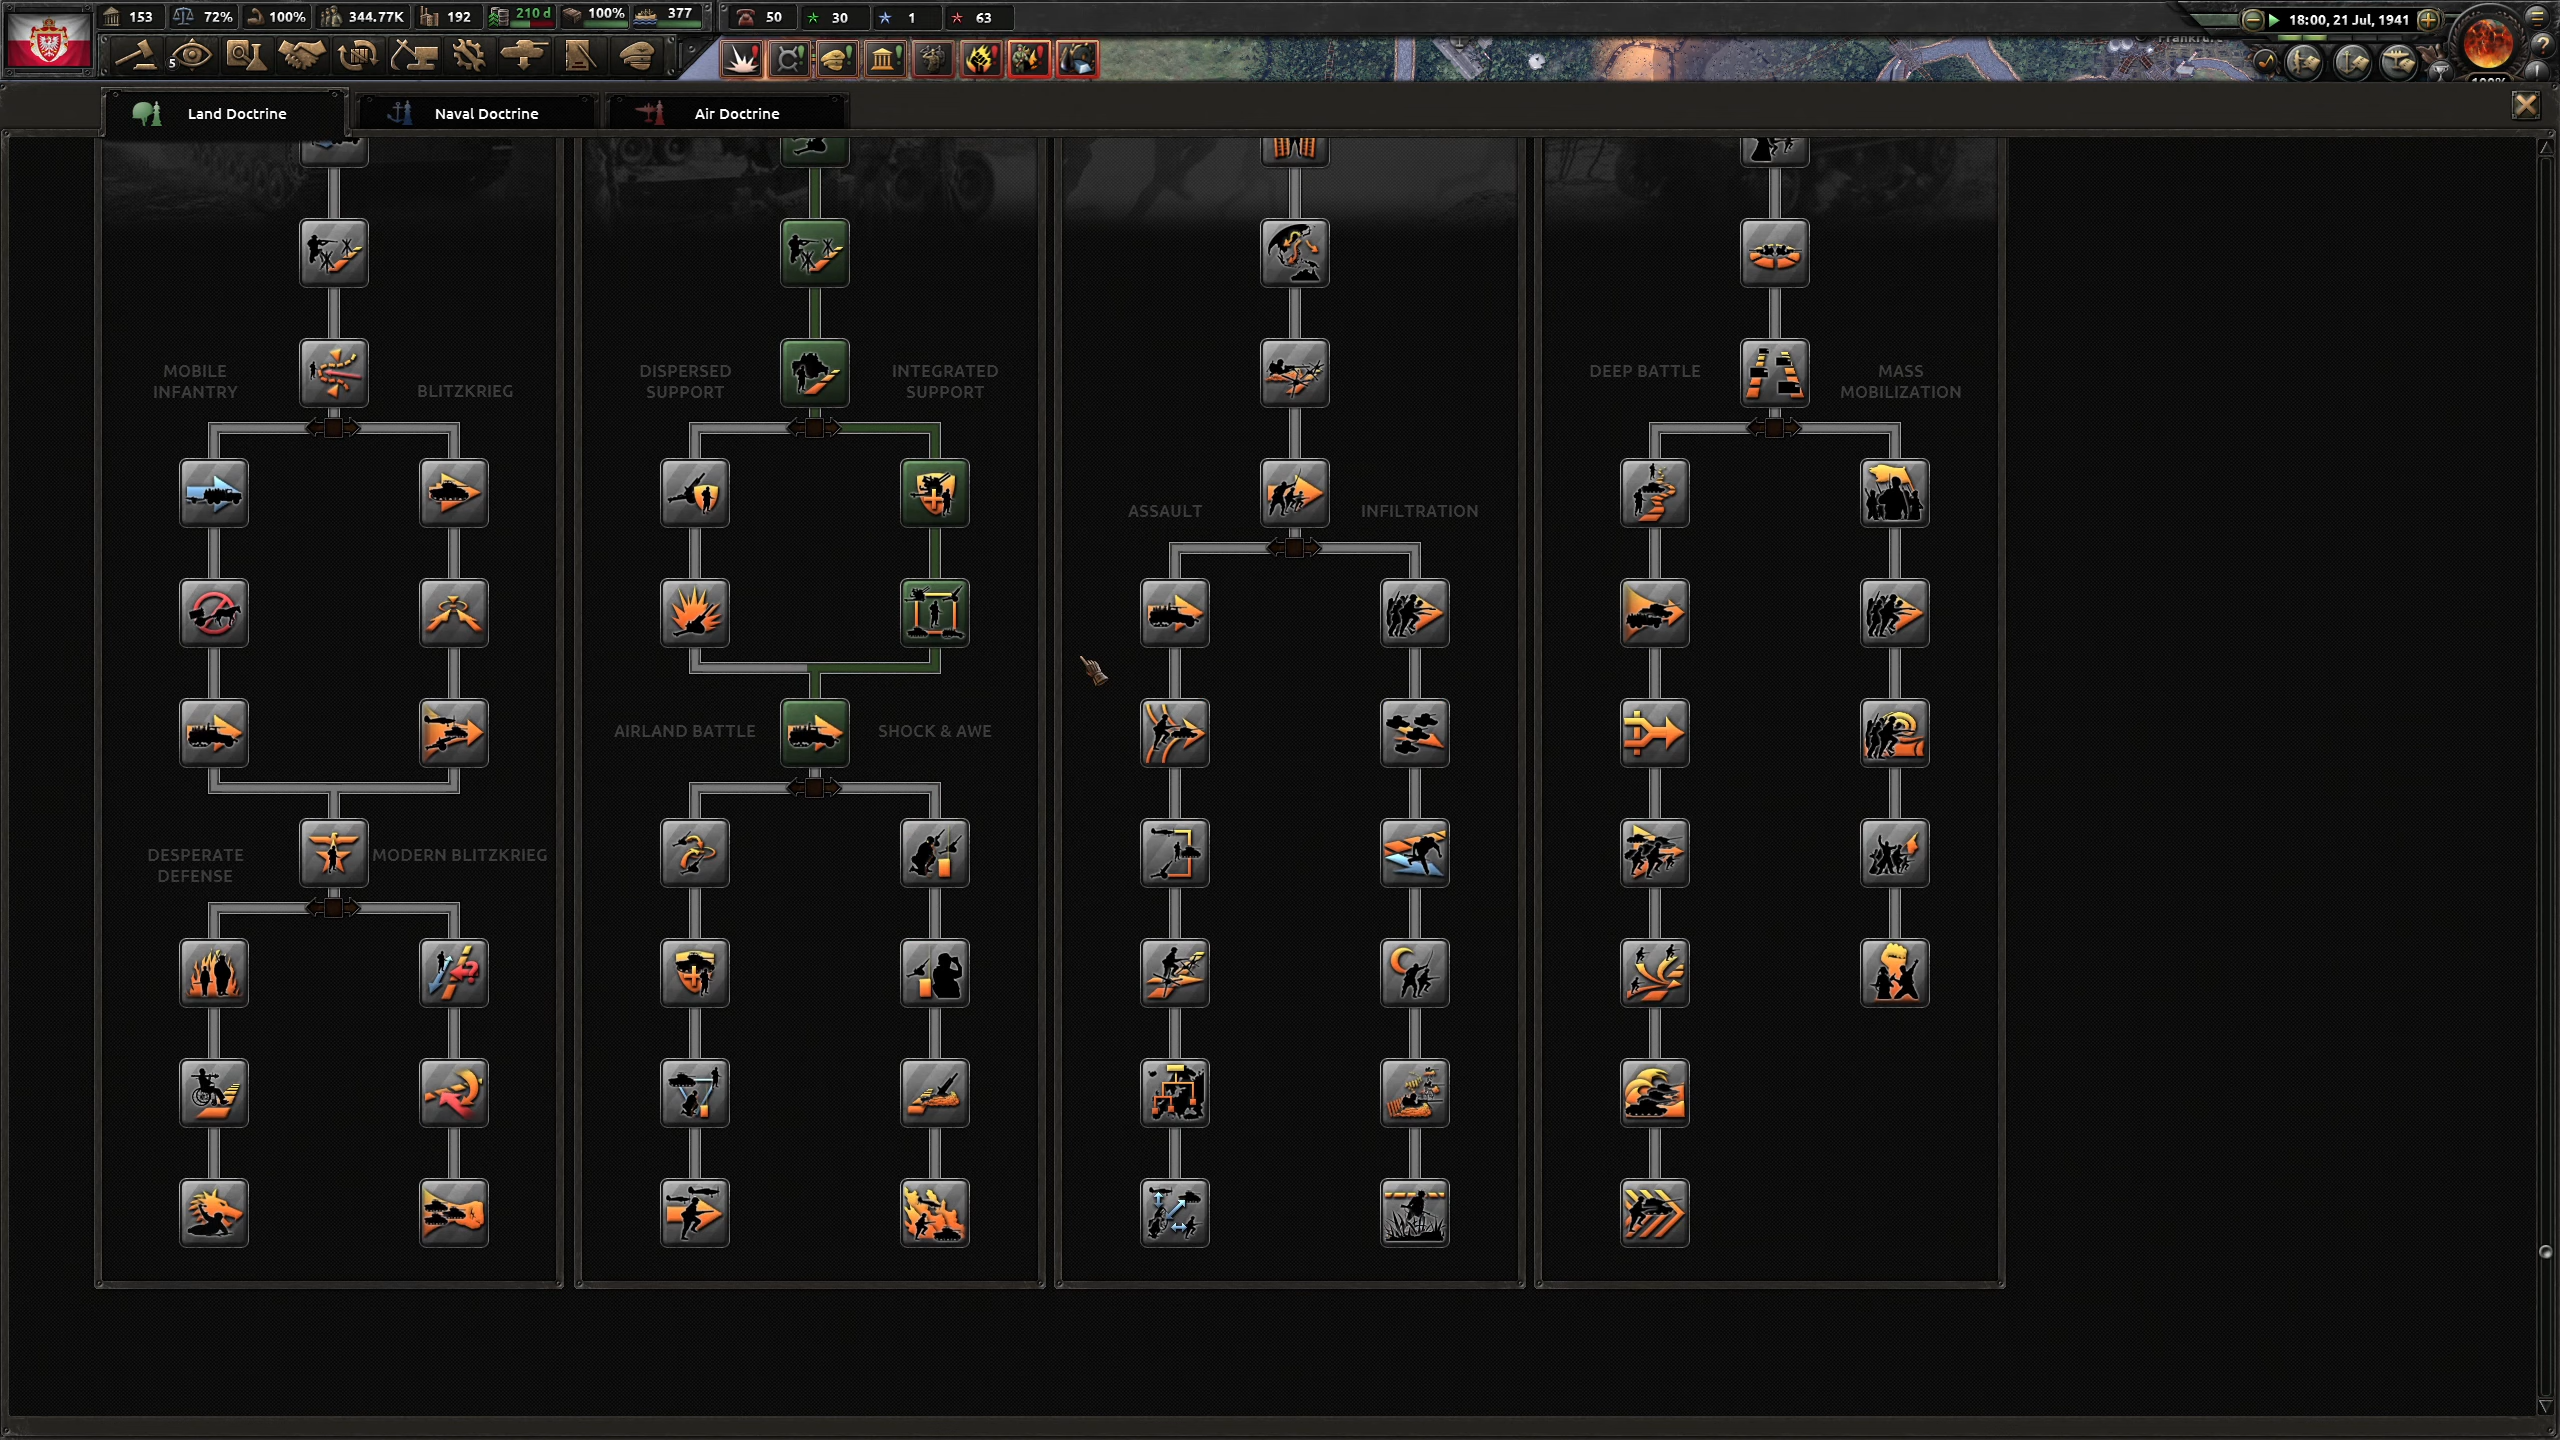 153 72% 100% 344.77K 192 210 d 100% 377 50 30 1 63 18:00, 21 Jul, 1941
5
Land Doctrine Naval Doctrine Air Doctrine
MOBILE
INFANTRY
BLITZKRIEG
DISPERSED
SUPPORT
INTEGRATED
SUPPORT
DEEP BATTLE
MASS
MOBILIZATION
ASSAULT
INFILTRATION
AIRLAND BATTLE
SHOCK & AWE
DESPERATE
DEFENSE
MODERN BLITZKRIEG